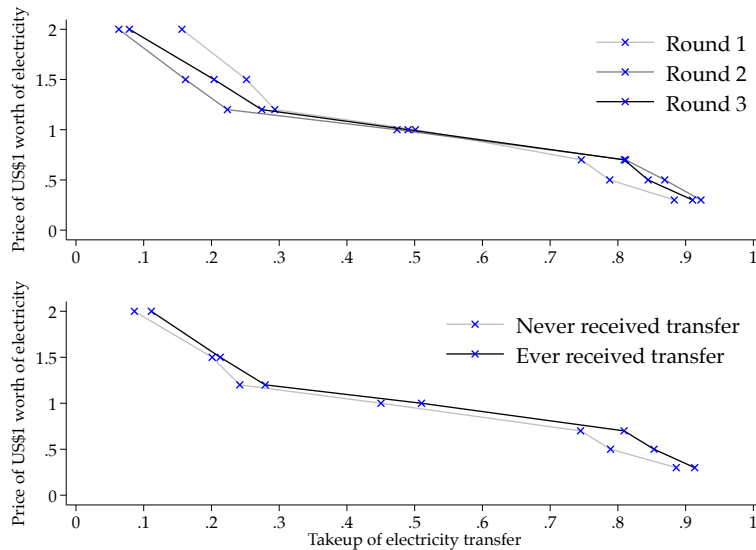 Price of US$1 worth of electricity
2
1.5
1
.5
0
Round 1
Round 2
Round 3
0 .1 .2 .3 .4 .5 .6 .7 .8 .9 1
Price of US$1 worth of electricity
2
1.5
1
.5
0
Never received transfer
Ever received transfer
0 .1 .2 .3 .4 .5 .6 .7 .8 .9 1
Takeup of electricity transfer